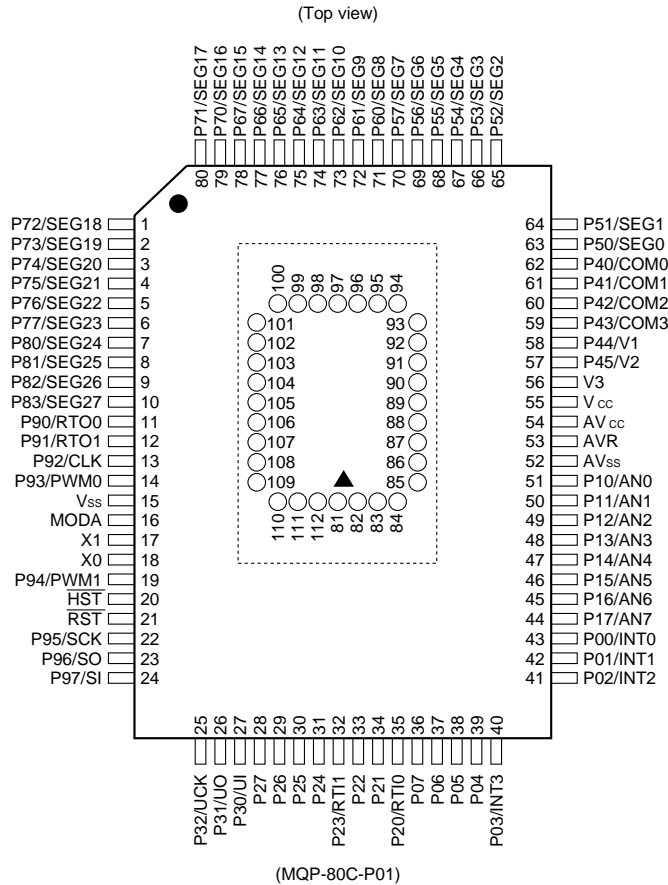 (Top view)
P71/SEG17
P70/SEG16
P67/SEG15
P66/SEG14
P65/SEG13
P64/SEG12
P63/SEG11
P62/SEG10
P61/SEG9
P60/SEG8
P57/SEG7
P56/SEG6
P55/SEG5
P54/SEG4
P53/SEG3
P52/SEG2
80 79 78 77 76 75 74 73 72 71 70 69 68 67 66 65
P72/SEG18 1
P73/SEG19 2
P74/SEG20 3
P75/SEG21 4
P76/SEG22 5
P77/SEG23 6
P80/SEG24 7
P81/SEG25 8
P82/SEG26 9
P83/SEG27 10
P90/RTO0 11
P91/RTO1 12
P92/CLK 13
P93/PWM0 14
Vss 15
MODA 16
X1 17
X0 18
P94/PWM1 19
HST 20
RST 21
P95/SCK 22
P96/SO 23
P97/SI 24
100 99 98 97 96 95 94
101 93
102 92
103 91
104 90
105 89
106 88
107 87
108 86
109 85
110 111 112 81 82 83 84
64 P51/SEG1
63 P50/SEG0
62 P40/COM0
61 P41/COM1
60 P42/COM2
59 P43/COM3
58 P44/V1
57 P45/V2
56 V3
55 Vcc
54 AVcc
53 AVR
52 AVss
51 P10/AN0
50 P11/AN1
49 P12/AN2
48 P13/AN3
47 P14/AN4
46 P15/AN5
45 P16/AN6
44 P17/AN7
43 P00/INT0
42 P01/INT1
41 P02/INT2
25 26 27 28 29 30 31 32 33 34 35 36 37 38 39 40
P32/UCK
P31/UO
P30/UI
P27
P26
P25
P24
P23/RTI1
P22
P21
P20/RTI0
P07
P06
P05
P04
P03/INT3
(MQP-80C-P01)